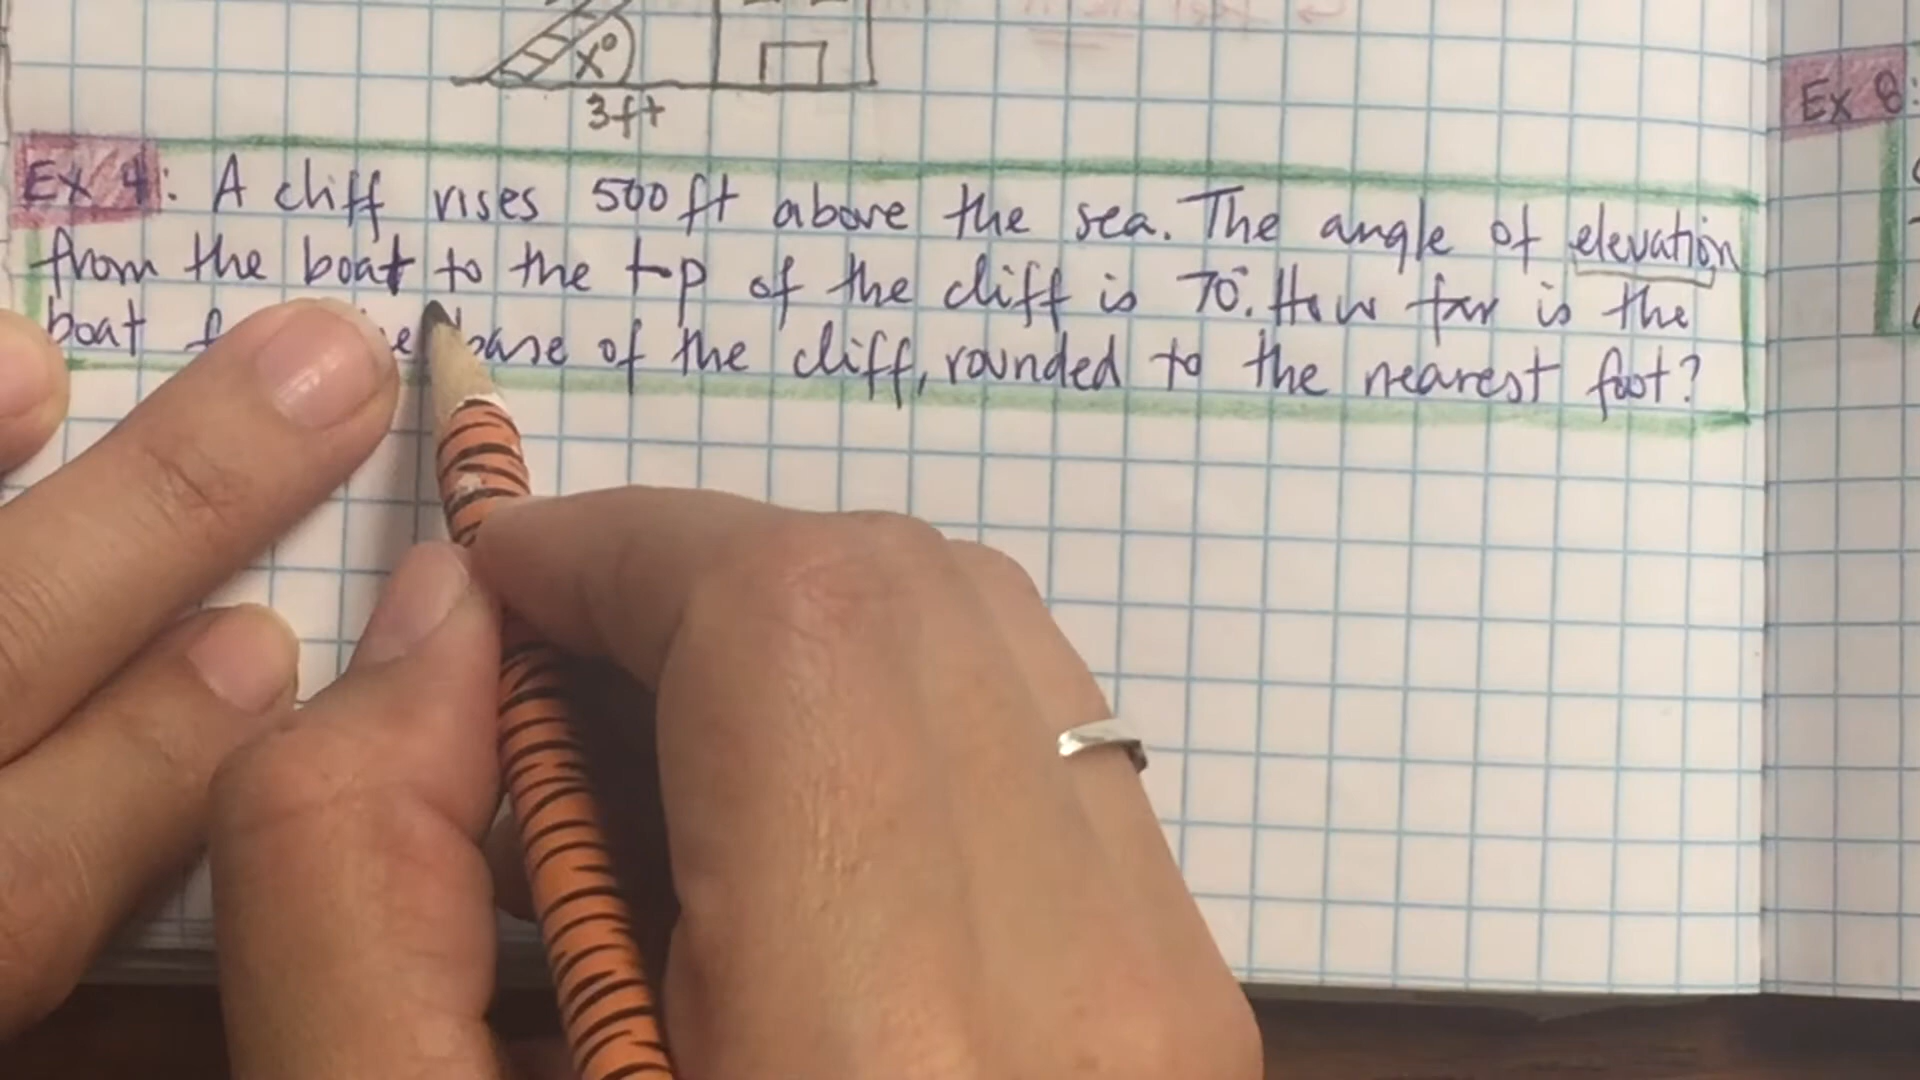 x°
3ft
Ex 8:
Ex 4: A cliff rises 500 ft above the sea. The angle of elevation
from the boat to the top of the cliff is 70°. How far is the
boat base of the cliff, rounded to the nearest foot?